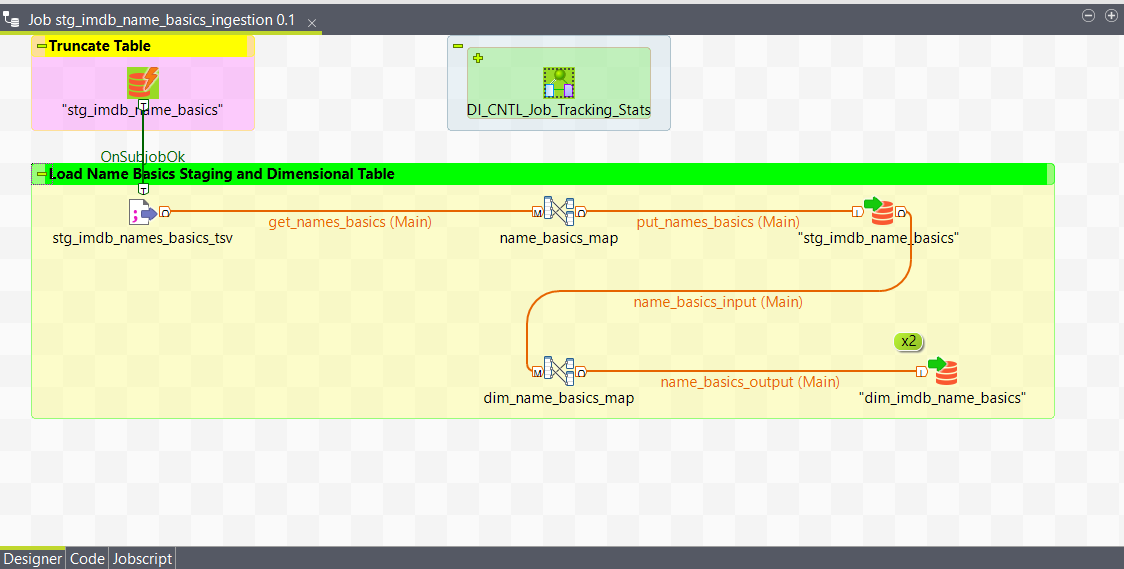 Job stg_imdb_name_basics_ingestion 0.1
Truncate Table
"stg_imdb_name_basics"
DI_CNTL_Job_Tracking_Stats
OnSubjobOk
Load Name Basics Staging and Dimensional Table
get_names_basics (Main)
put_names_basics (Main)
stg_imdb_names_basics_tsv
name_basics_map
"stg_imdb_name_basics"
name_basics_input (Main)
x2
name_basics_output (Main)
dim_name_basics_map
"dim_imdb_name_basics"
Designer
Code
Jobscript